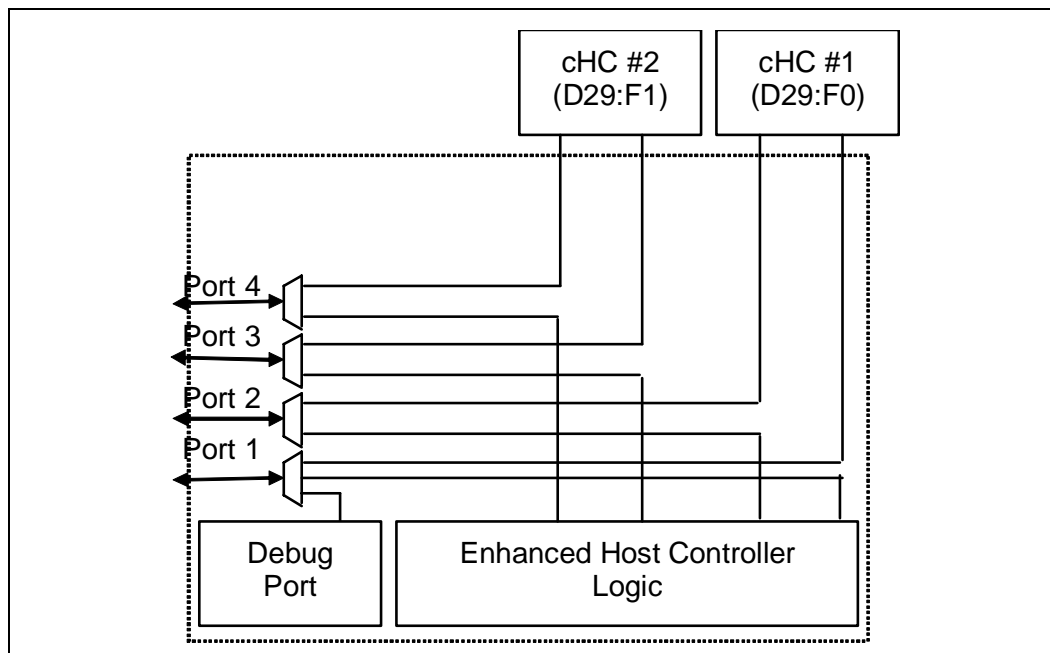 cHC #2
(D29:F1)
cHC #1
(D29:F0)
Port 4
Port 3
Port 2
Port 1
Debug
Port
Enhanced Host Controller
Logic